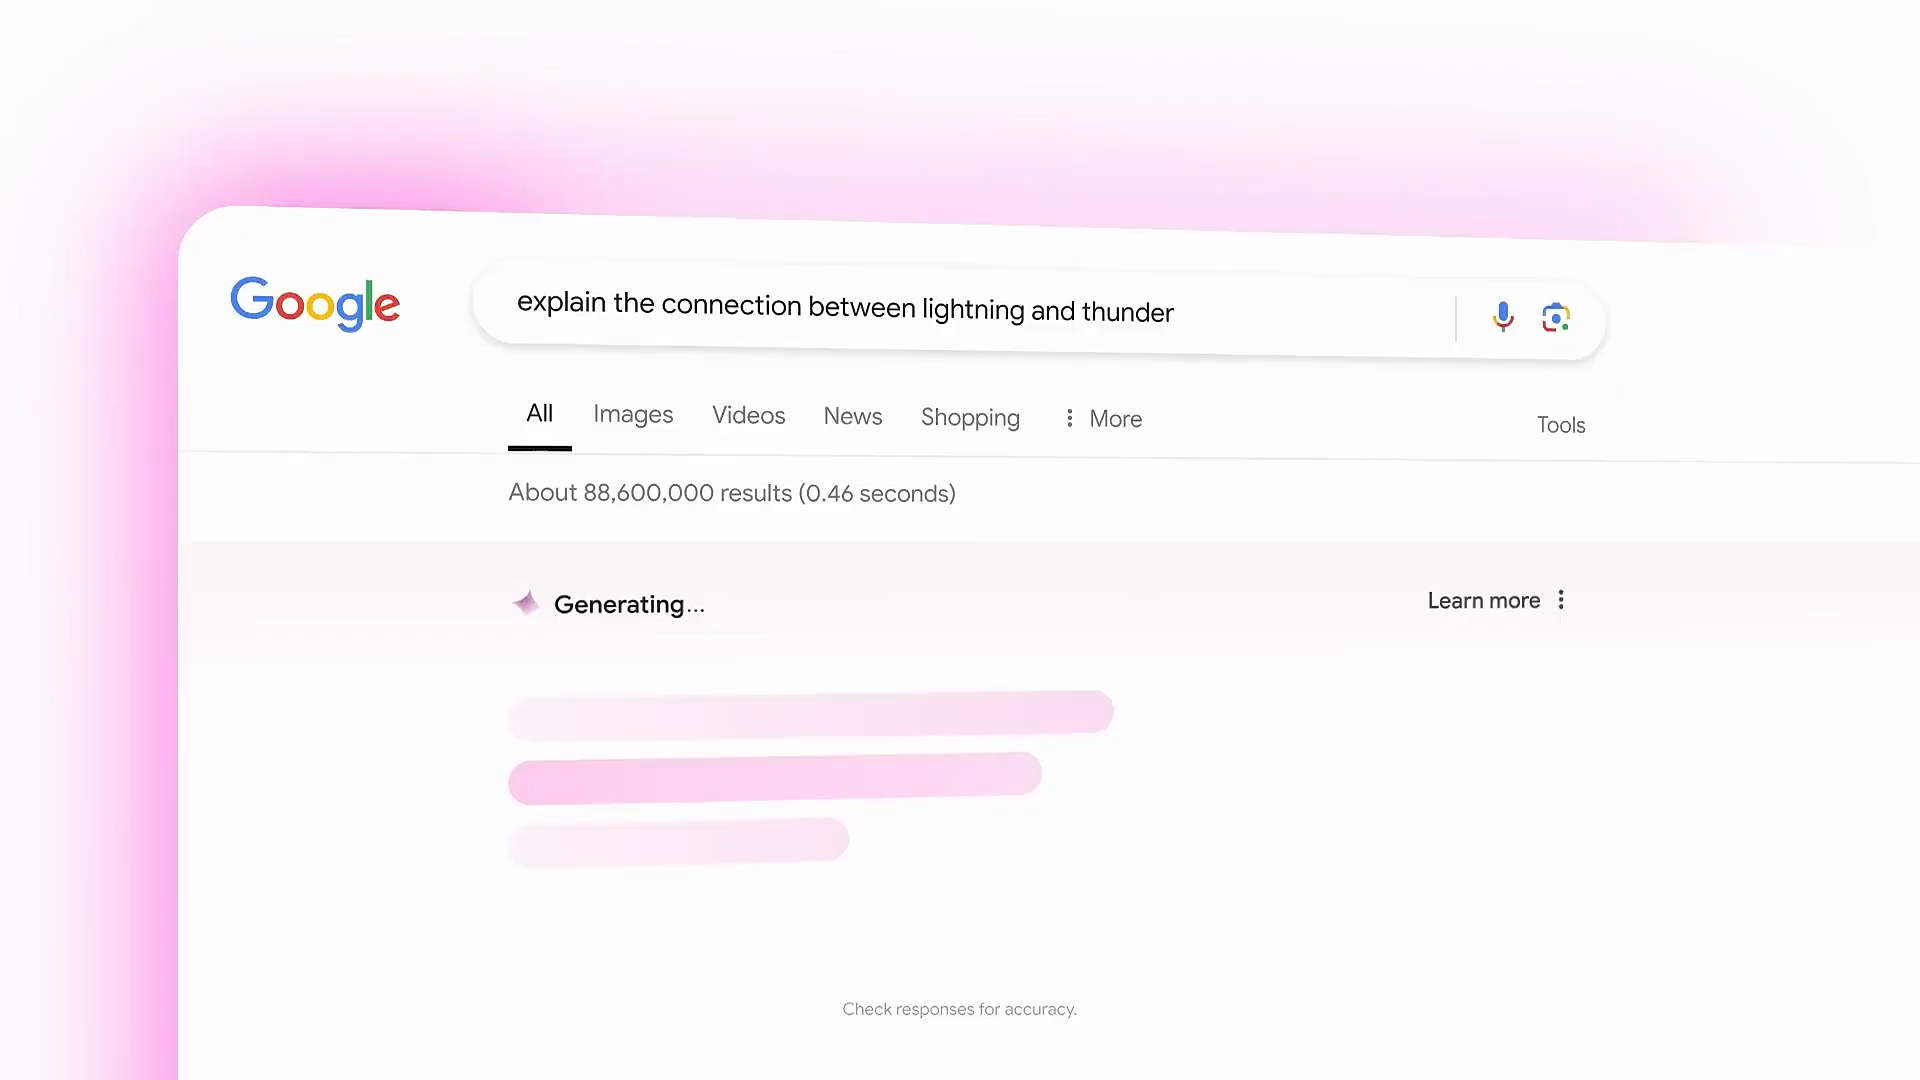 Google
explain the connection between lightning and thunder
All Images Videos News Shopping More Tools
About 88,600,000 results (0.46 seconds)
Generating... Learn more
Check responses for accuracy.